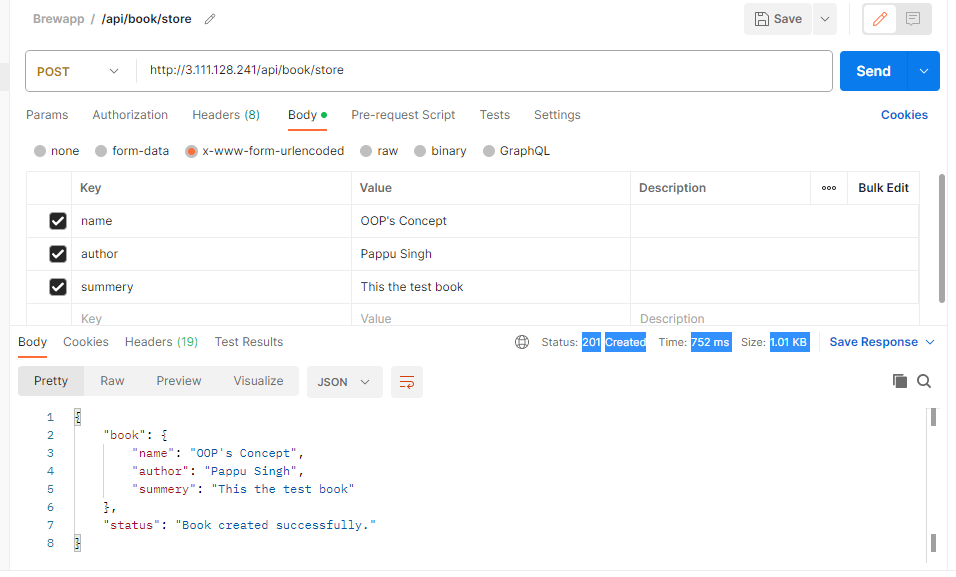 Brewapp / /api/book/store
Save
POST http://3.111.128.241/api/book/store Send
Params Authorization Headers (8) Body Pre-request Script Tests Settings Cookies
none form-data x-www-form-urlencoded raw binary GraphQL
Key Value Description ooo Bulk Edit
name OOP's Concept
author Pappu Singh
summery This the test book
Key Value Description
Body Cookies Headers (19) Test Results Status: 201 Created Time: 752 ms Size: 1.01 KB Save Response
Pretty Raw Preview Visualize JSON
1 {
2 "book": {
3 "name": "OOP's Concept",
4 "author": "Pappu Singh",
5 "summery": "This the test book"
6 },
7 "status": "Book created successfully."
8 }